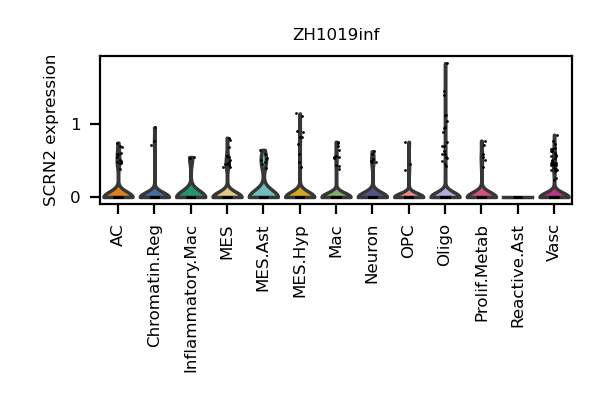 ZH1019inf
SCRN2 expression
1
0
AC
Chromatin.Reg
Inflammatory.Mac
MES
MES.Ast
MES.Hyp
Mac
Neuron
OPC
Oligo
Prolif.Metab
Reactive.Ast
Vasc